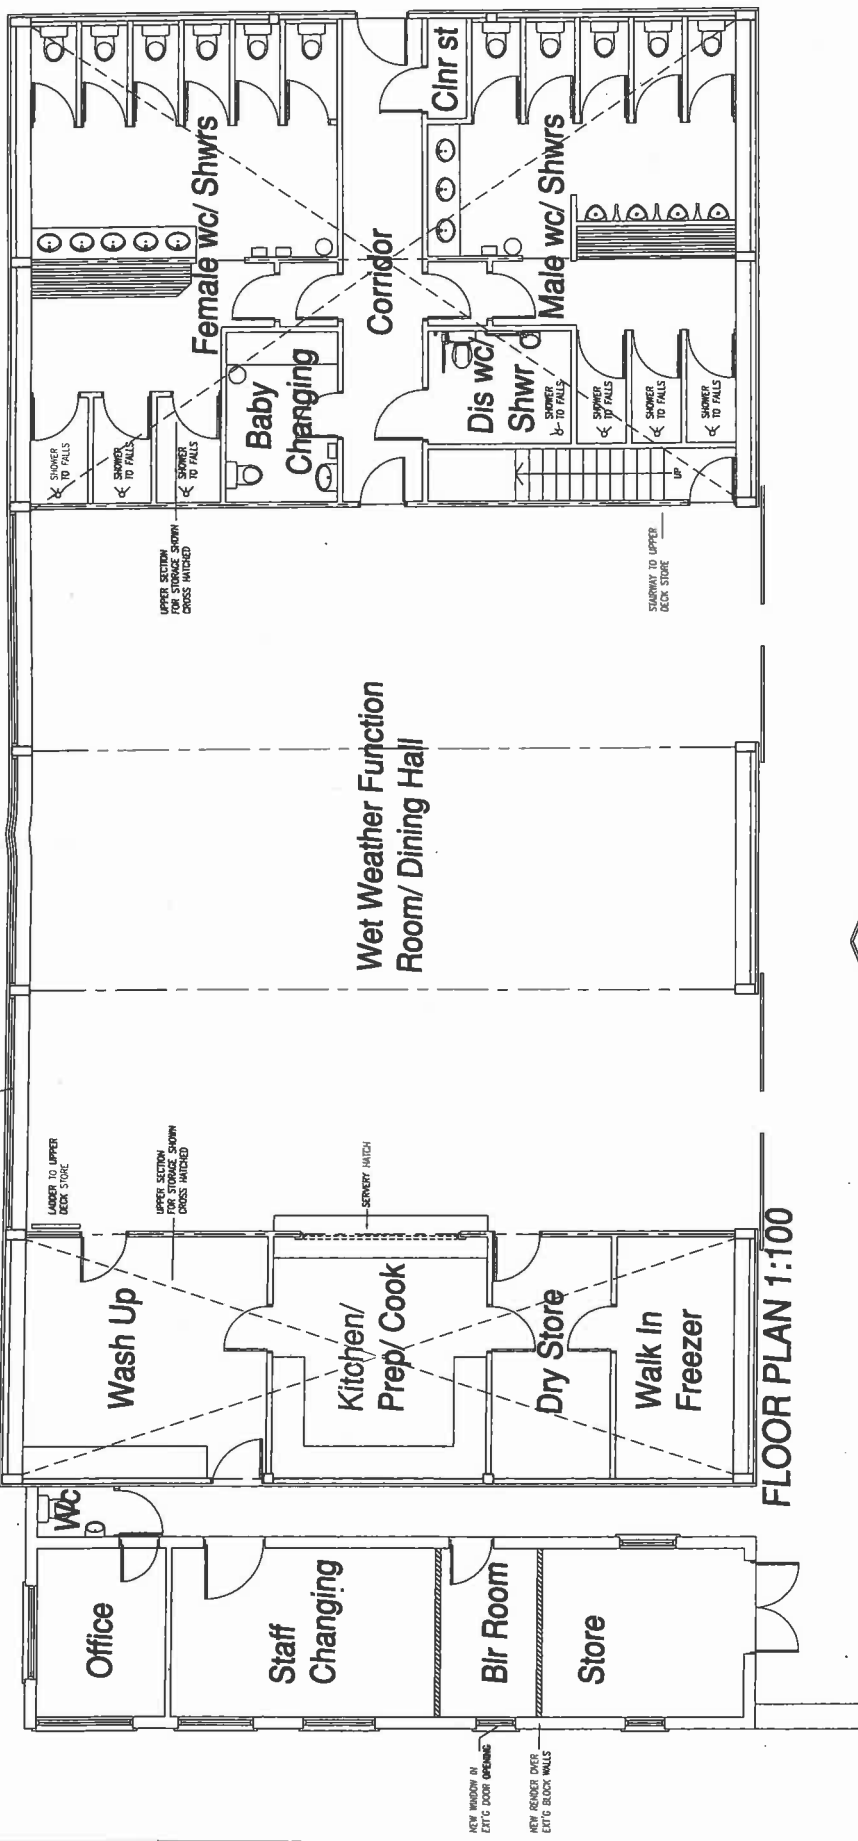 Office
Staff
Changing
Blr Room
Store
Wc
NEW WINDOW IN
EXT'G DOOR OPENING
NEW RENDER OVER
EXT'G BLOCK WALLS
Wash Up
Kitchen/
Prep/ Cook
Dry Store
Walk In
Freezer
LADDER TO UPPER
DECK STORE
UPPER SECTION
FOR STORAGE SHOWN
CROSS HATCHED
SERVERY HATCH
Wet Weather Function
Room/ Dining Hall
UPPER SECTION
FOR STORAGE SHOWN
CROSS HATCHED
STAIRWAY TO UPPER
DECK STORE
SHOWER
TO FALLS
SHOWER
TO FALLS
SHOWER
TO FALLS
Baby
Changing
Female wc/ Shwrs
Corridor
Dis wc/
Shwr
SHOWER
TO FALLS
SHOWER
TO FALLS
SHOWER
TO FALLS
SHOWER
TO FALLS
UP
Male wc/ Shwrs
Clnr st
FLOOR PLAN 1:100